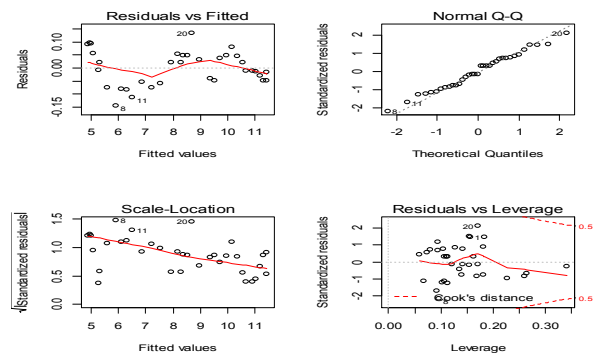 Residuals vs Fitted
Residuals
0.10
0.00
-0.15
20
11
8
5 6 7 8 9 10 11
Fitted values
Normal Q-Q
Standardized residuals
2
1
0
-1
-2
20
11
8
-2 -1 0 1 2
Theoretical Quantiles
Scale-Location
√|Standardized residuals|
1.5
1.0
0.5
0.0
8
20
11
5 6 7 8 9 10 11
Fitted values
Residuals vs Leverage
Standardized residuals
2
1
0
-1
-2
20
1
8
0.5
0.5
Cook's distance
0.00 0.10 0.20 0.30
Leverage